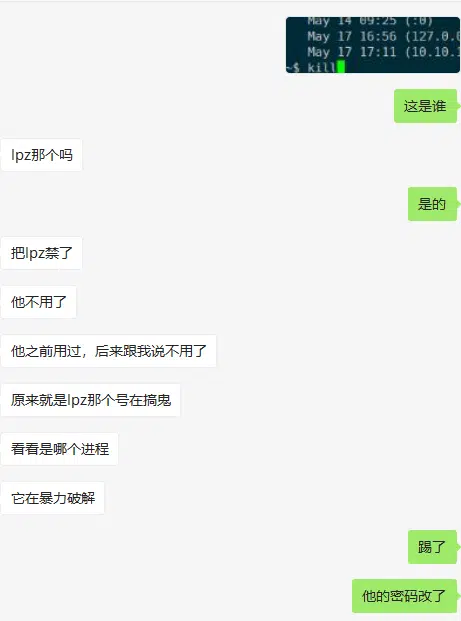 May 14 09:25 (:0)
May 17 16:56 (127.0.0
May 17 17:11 (10.10.1
~$ kill
这是谁
lpz那个吗
是的
把lpz禁了
他不用了
他之前用过，后来跟我说不用了
原来就是lpz那个号在搞鬼
看看是哪个进程
它在暴力破解
踢了
他的密码改了